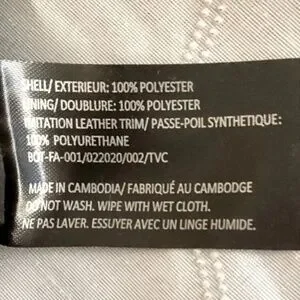 SHELL/ EXTERIEUR: 100% POLYESTER
LINING/ DOUBLURE: 100% POLYESTER
IMITATION LEATHER TRIM/ PASSE-POIL SYNTHETIQUE:
100% POLYURETHANE
BOT-FA-001/022020/002/TVC
MADE IN CAMBODIA/ FABRIQUÉ AU CAMBODGE
DO NOT WASH. WIPE WITH WET CLOTH.
NE PAS LAVER. ESSUYER AVEC UN LINGE HUMIDE.